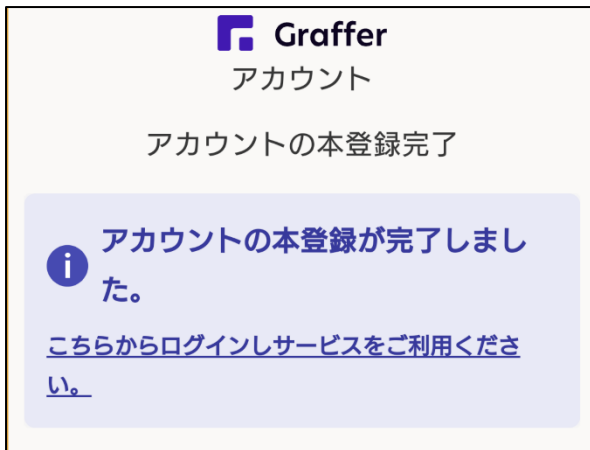 Graffer
アカウント
アカウントの本登録完了
アカウントの本登録が完了しまし
た。
こちらからログインしサービスをご利用くださ
い。